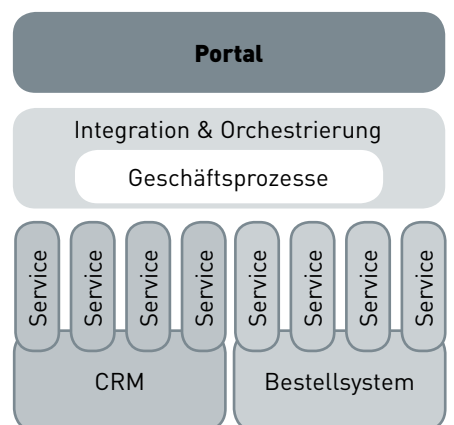 Portal
Integration & Orchestrierung
Geschäftsprozesse
Service
Service
Service
Service
Service
Service
Service
Service
CRM
Bestellsystem